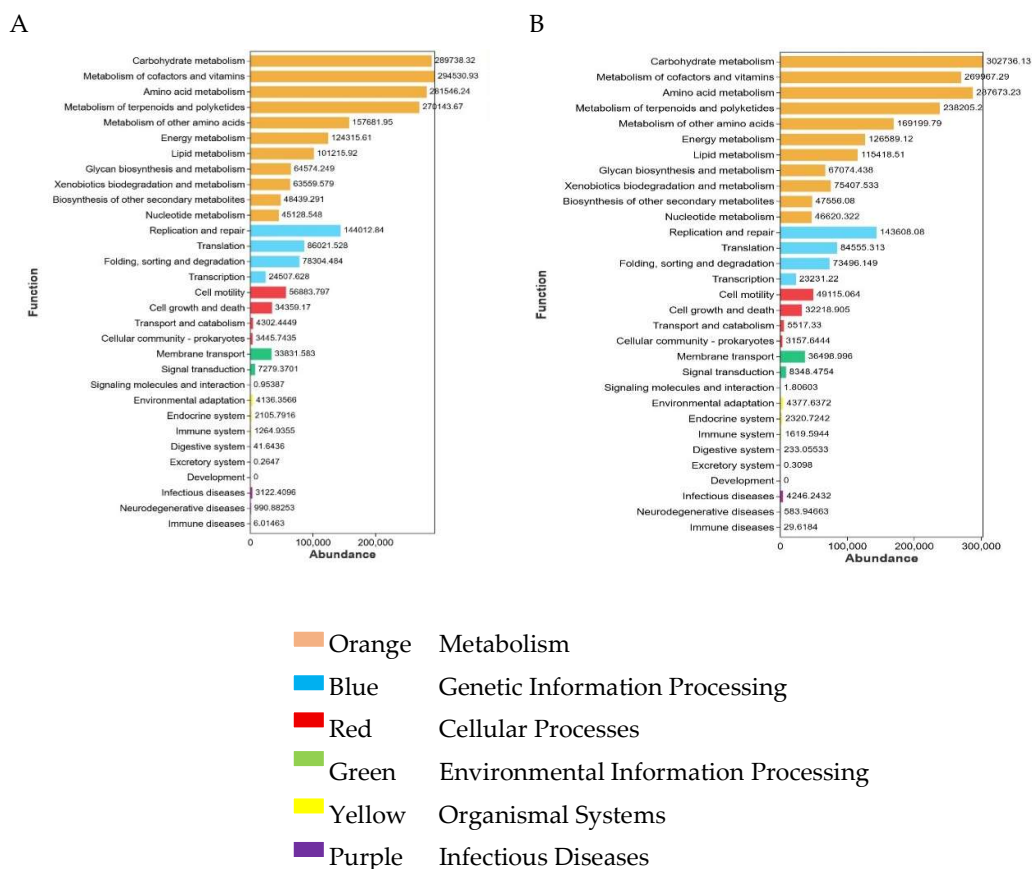 A
Function
Carbohydrate metabolism 289738.32
Metabolism of cofactors and vitamins 294530.93
Amino acid metabolism 281546.24
Metabolism of terpenoids and polyketides 270143.67
Metabolism of other amino acids 157681.95
Energy metabolism 124315.61
Lipid metabolism 101215.92
Glycan biosynthesis and metabolism 64574.249
Xenobiotics biodegradation and metabolism 63559.579
Biosynthesis of other secondary metabolites 48439.291
Nucleotide metabolism 45128.548
Replication and repair 144012.84
Translation 86021.528
Folding, sorting and degradation 78304.484
Transcription 24507.628
Cell motility 56883.797
Cell growth and death 34359.17
Transport and catabolism 4302.4449
Cellular community - prokaryotes 3445.7435
Membrane transport 33831.583
Signal transduction 7279.3701
Signaling molecules and interaction 0.95387
Environmental adaptation 4136.3566
Endocrine system 2105.7916
Immune system 1264.9355
Digestive system 41.6436
Excretory system 0.2647
Development 0
Infectious diseases 3122.4096
Neurodegenerative diseases 990.88253
Immune diseases 6.01463
0 100,000 200,000
Abundance
B
Function
Carbohydrate metabolism 302736.13
Metabolism of cofactors and vitamins 269967.29
Amino acid metabolism 287673.23
Metabolism of terpenoids and polyketides 238205.2
Metabolism of other amino acids 169199.79
Energy metabolism 126589.12
Lipid metabolism 115418.51
Glycan biosynthesis and metabolism 67074.438
Xenobiotics biodegradation and metabolism 75407.533
Biosynthesis of other secondary metabolites 47556.08
Nucleotide metabolism 46620.322
Replication and repair 143608.08
Translation 84555.313
Folding, sorting and degradation 73496.149
Transcription 23231.22
Cell motility 49115.064
Cell growth and death 32218.905
Transport and catabolism 5517.33
Cellular community - prokaryotes 3157.6444
Membrane transport 36498.996
Signal transduction 8348.4754
Signaling molecules and interaction 1.80603
Environmental adaptation 4377.6372
Endocrine system 2320.7242
Immune system 1619.5944
Digestive system 233.05533
Excretory system 0.3098
Development 0
Infectious diseases 4246.2432
Neurodegenerative diseases 583.94663
Immune diseases 29.6184
0 100,000 200,000 300,000
Abundance
Orange Metabolism
Blue Genetic Information Processing
Red Cellular Processes
Green Environmental Information Processing
Yellow Organismal Systems
Purple Infectious Diseases